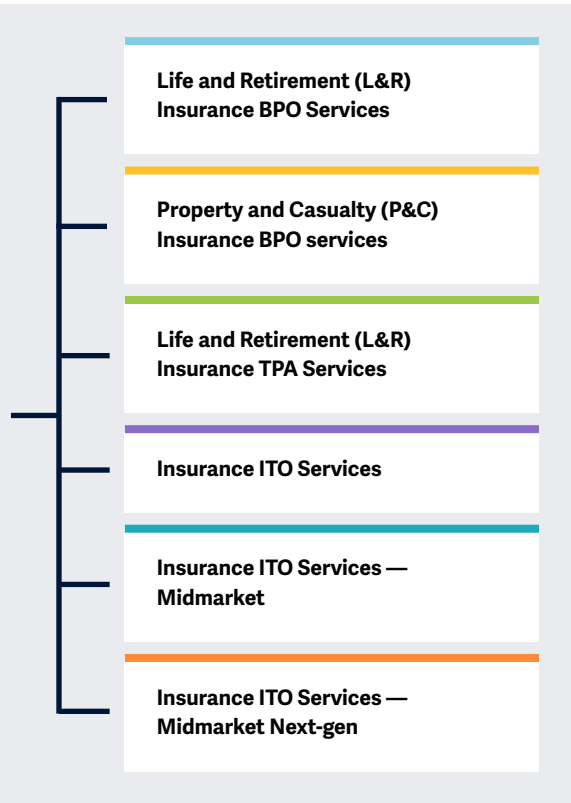 Life and Retirement (L&R)
Insurance BPO Services
Property and Casualty (P&C)
Insurance BPO services
Life and Retirement (L&R)
Insurance TPA Services
Insurance ITO Services
Insurance ITO Services —
Midmarket
Insurance ITO Services —
Midmarket Next-gen